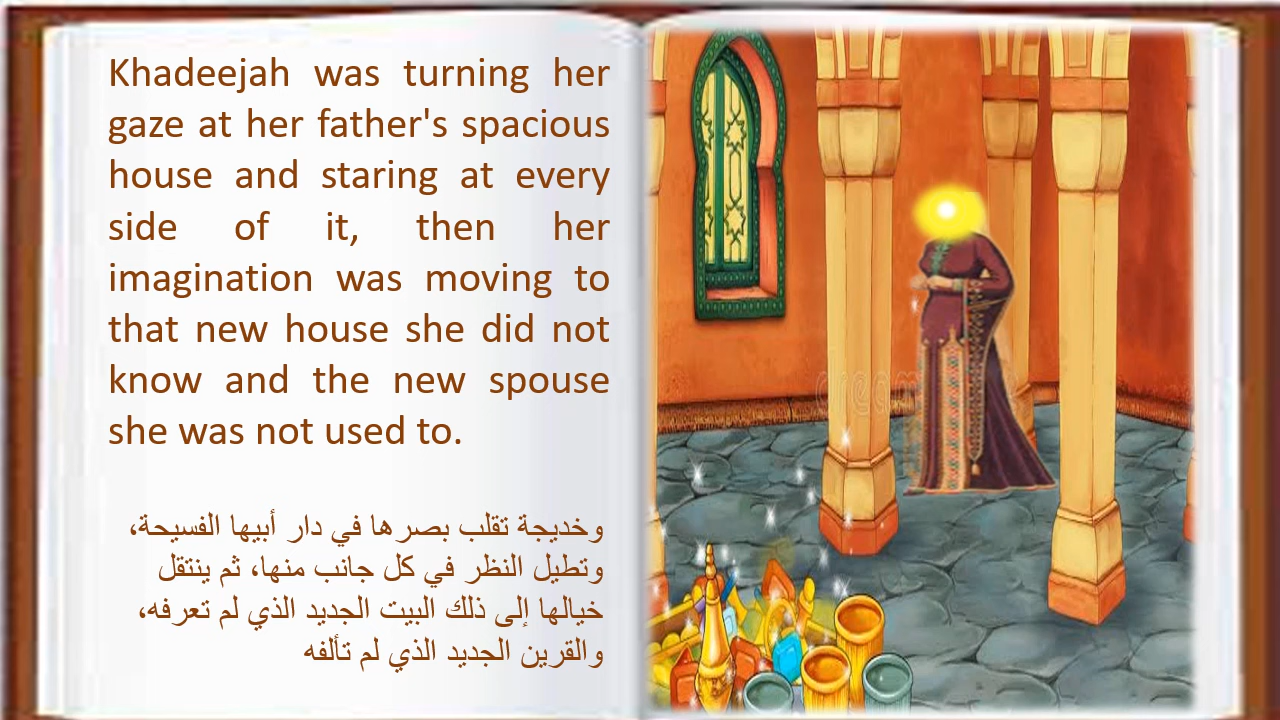 Khadeejah was turning her
gaze at her father's spacious
house and staring at every
side of it, then her
imagination was moving to
that new house she did not
know and the new spouse
she was not used to.
وخديجة تقلب بصرها في دار أبيها الفسيحة،
وتطيل النظر في كل جانب منها، ثم ينتقل
خيالها إلى ذلك البيت الجديد الذي لم تعرفه،
والقرين الجديد الذي لم تألفه